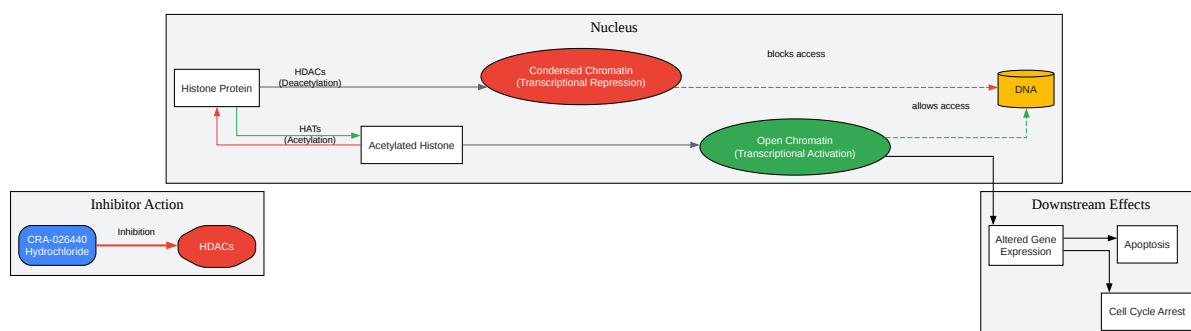 Nucleus
Histone Protein
HDACs
(Deacetylation)
Condensed Chromatin
(Transcriptional Repression)
blocks access
DNA
HATs
(Acetylation)
Acetylated Histone
Open Chromatin
(Transcriptional Activation)
allows access
Inhibitor Action
CRA-026440
Hydrochloride
Inhibition
HDACs
Downstream Effects
Altered Gene
Expression
Apoptosis
Cell Cycle Arrest